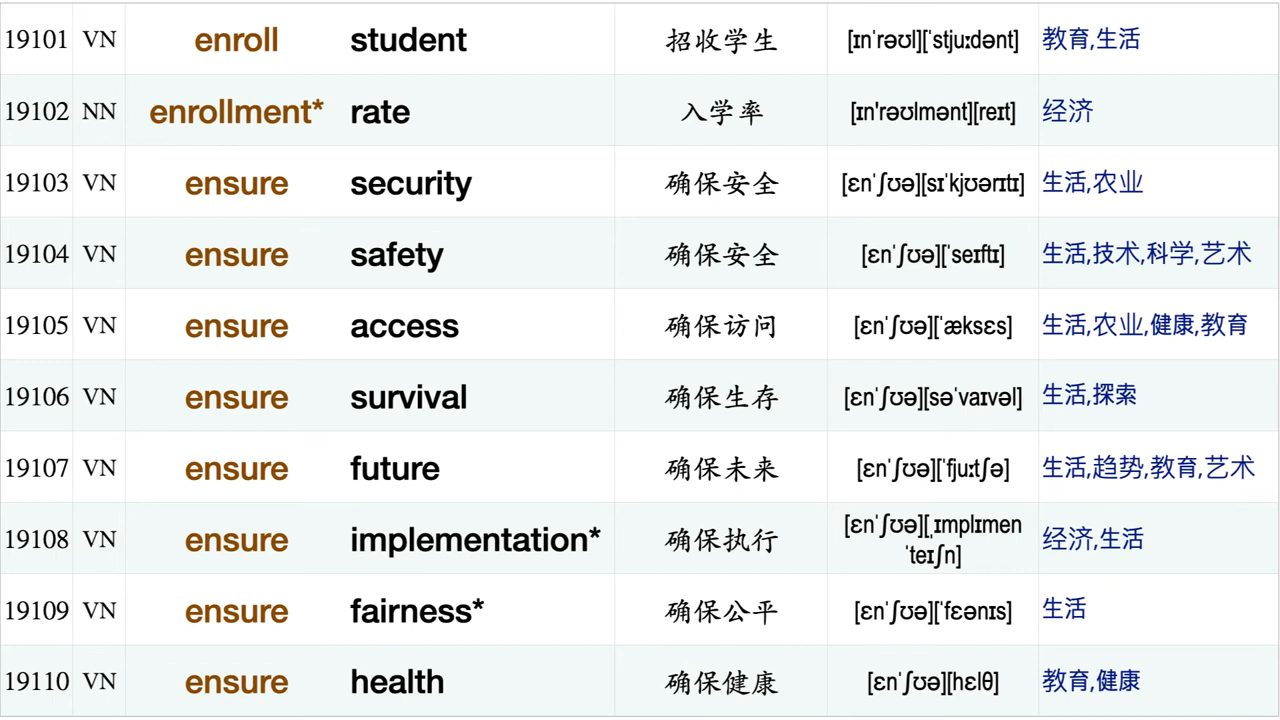 19101 VN enroll student 招收学生 [ɪnˈrəʊl][ˈstjuːdənt] 教育,生活
19102 NN enrollment* rate 入学率 [ɪn'rəʊlmənt][reɪt] 经济
19103 VN ensure security 确保安全 [ɛnˈʃʊə][sɪˈkjʊərɪtɪ] 生活,农业
19104 VN ensure safety 确保安全 [ɛnˈʃʊə][ˈseɪftɪ] 生活,技术,科学,艺术
19105 VN ensure access 确保访问 [ɛnˈʃʊə][ˈæksɛs] 生活,农业,健康,教育
19106 VN ensure survival 确保生存 [ɛnˈʃʊə][səˈvaɪvəl] 生活,探索
19107 VN ensure future 确保未来 [ɛnˈʃʊə][ˈfjuːtʃə] 生活,趋势,教育,艺术
19108 VN ensure implementation* 确保执行 [ɛnˈʃʊə][ˌɪmplɪmen
ˈteɪʃn] 经济,生活
19109 VN ensure fairness* 确保公平 [ɛnˈʃʊə][ˈfɛənɪs] 生活
19110 VN ensure health 确保健康 [ɛnˈʃʊə][hɛlθ] 教育,健康